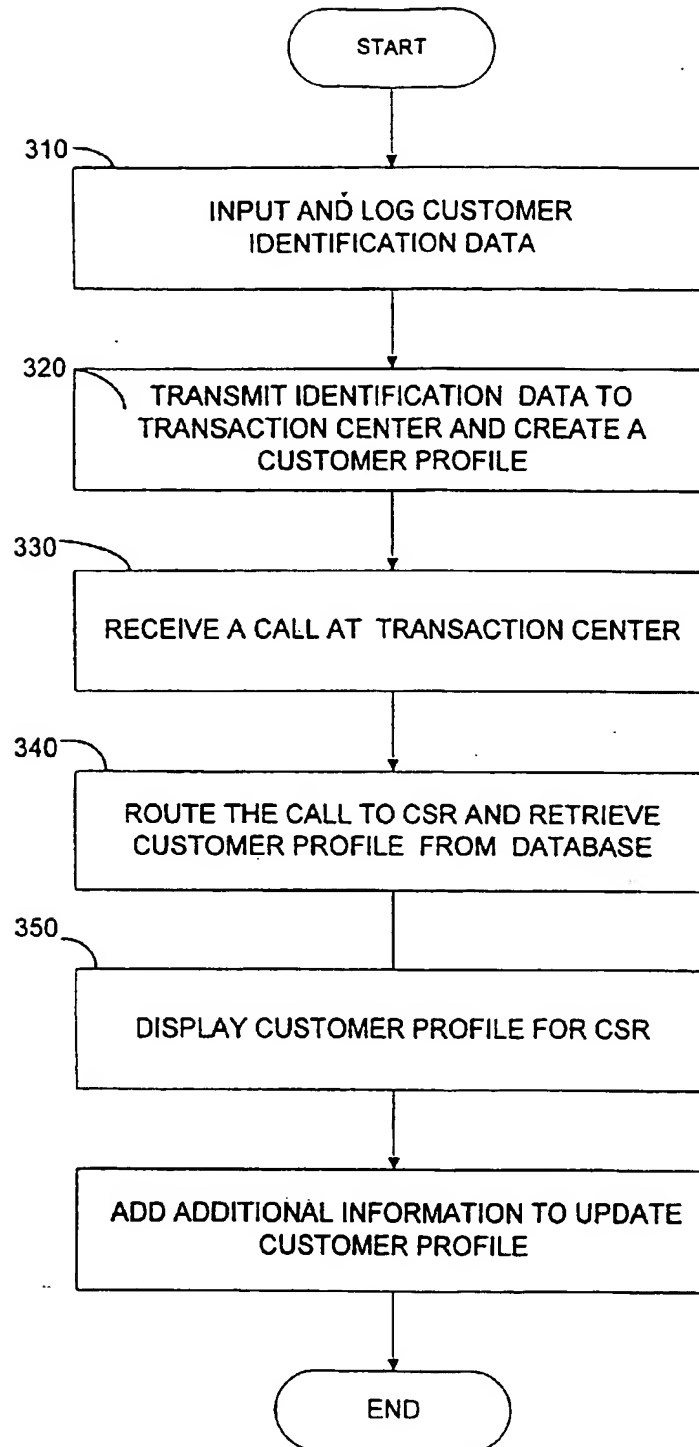 START
310
INPUT AND LOG CUSTOMER
IDENTIFICATION DATA
320
TRANSMIT IDENTIFICATION DATA TO
TRANSACTION CENTER AND CREATE A
CUSTOMER PROFILE
330
RECEIVE A CALL AT TRANSACTION CENTER
340
ROUTE THE CALL TO CSR AND RETRIEVE
CUSTOMER PROFILE FROM DATABASE
350
DISPLAY CUSTOMER PROFILE FOR CSR
ADD ADDITIONAL INFORMATION TO UPDATE
CUSTOMER PROFILE
END